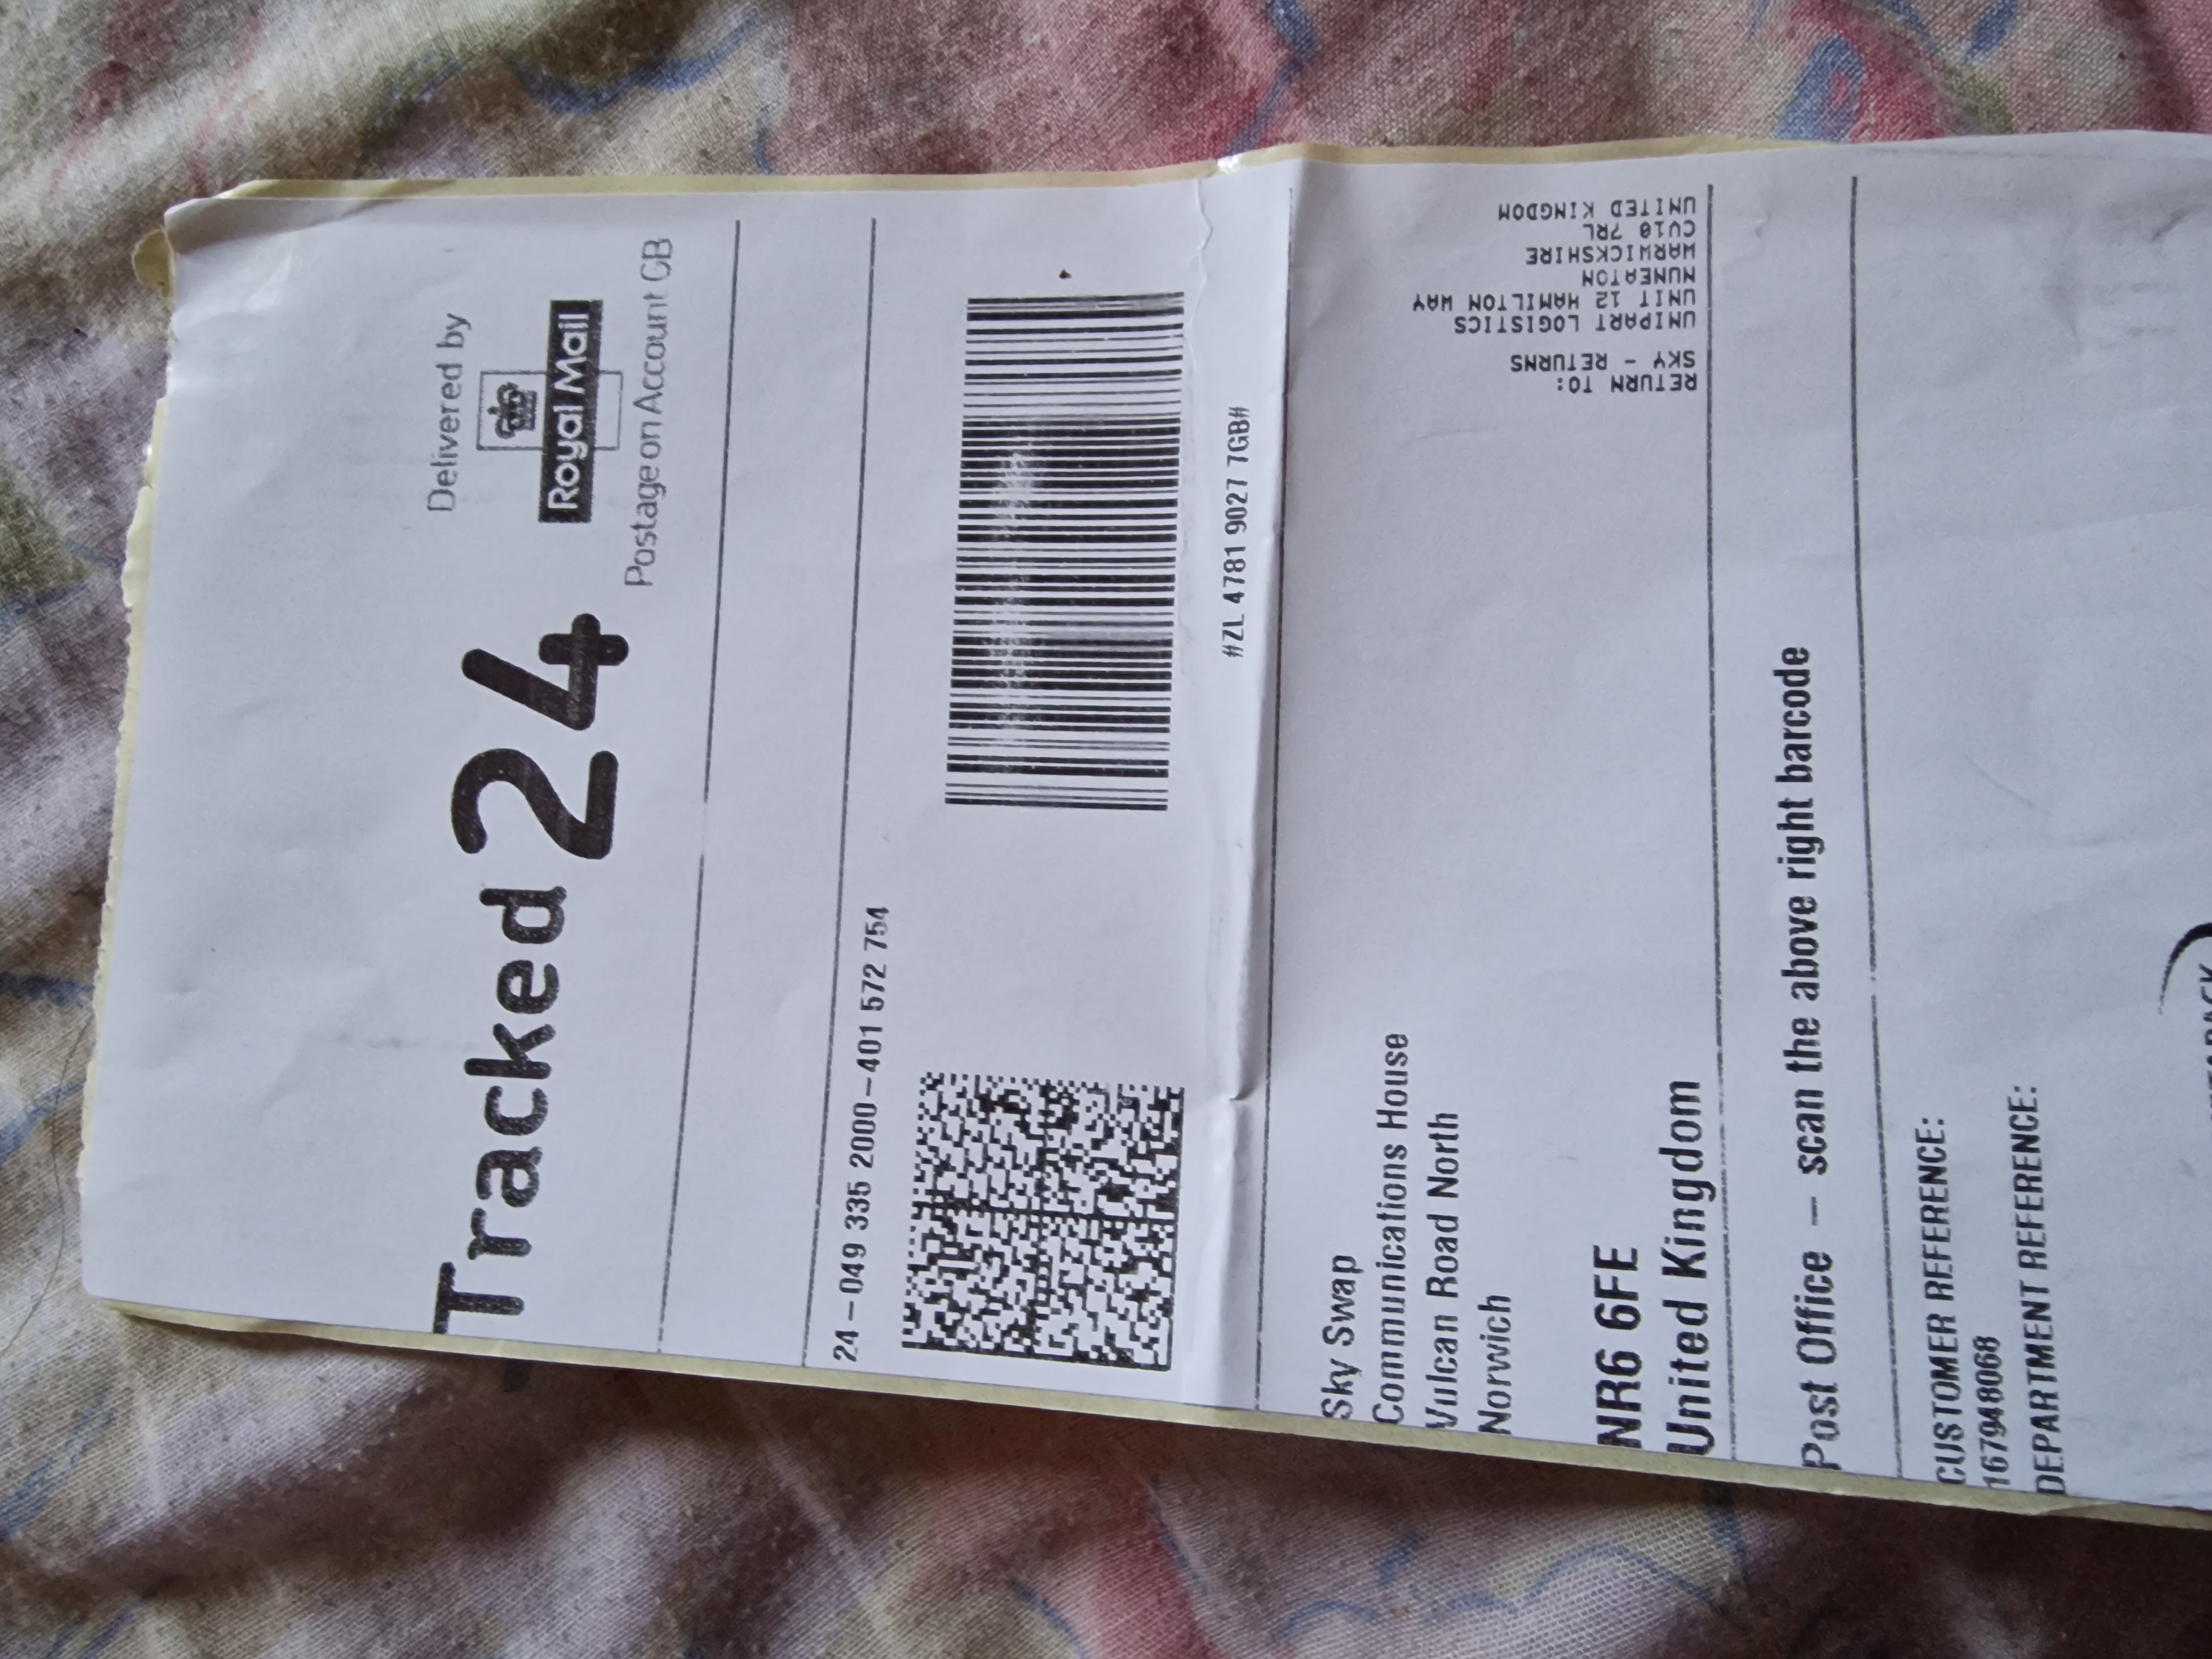 Tracked 24
Delivered by
Royal Mail
Postage on Account GB
24-049 335 2000-401 572 754
#ZL 4781 9027 7GB#
Sky Swap
Communications House
Vulcan Road North
Norwich
NR6 6FE
United Kingdom
RETURN TO:
SKY - RETURNS
UNIPART LOGISTICS
UNIT 12 HAMILTON WAY
NUNEATON
WARWICKSHIRE
CV10 7RL
UNITED KINGDOM
Post Office - scan the above right barcode
CUSTOMER REFERENCE:
167948068
DEPARTMENT REFERENCE: